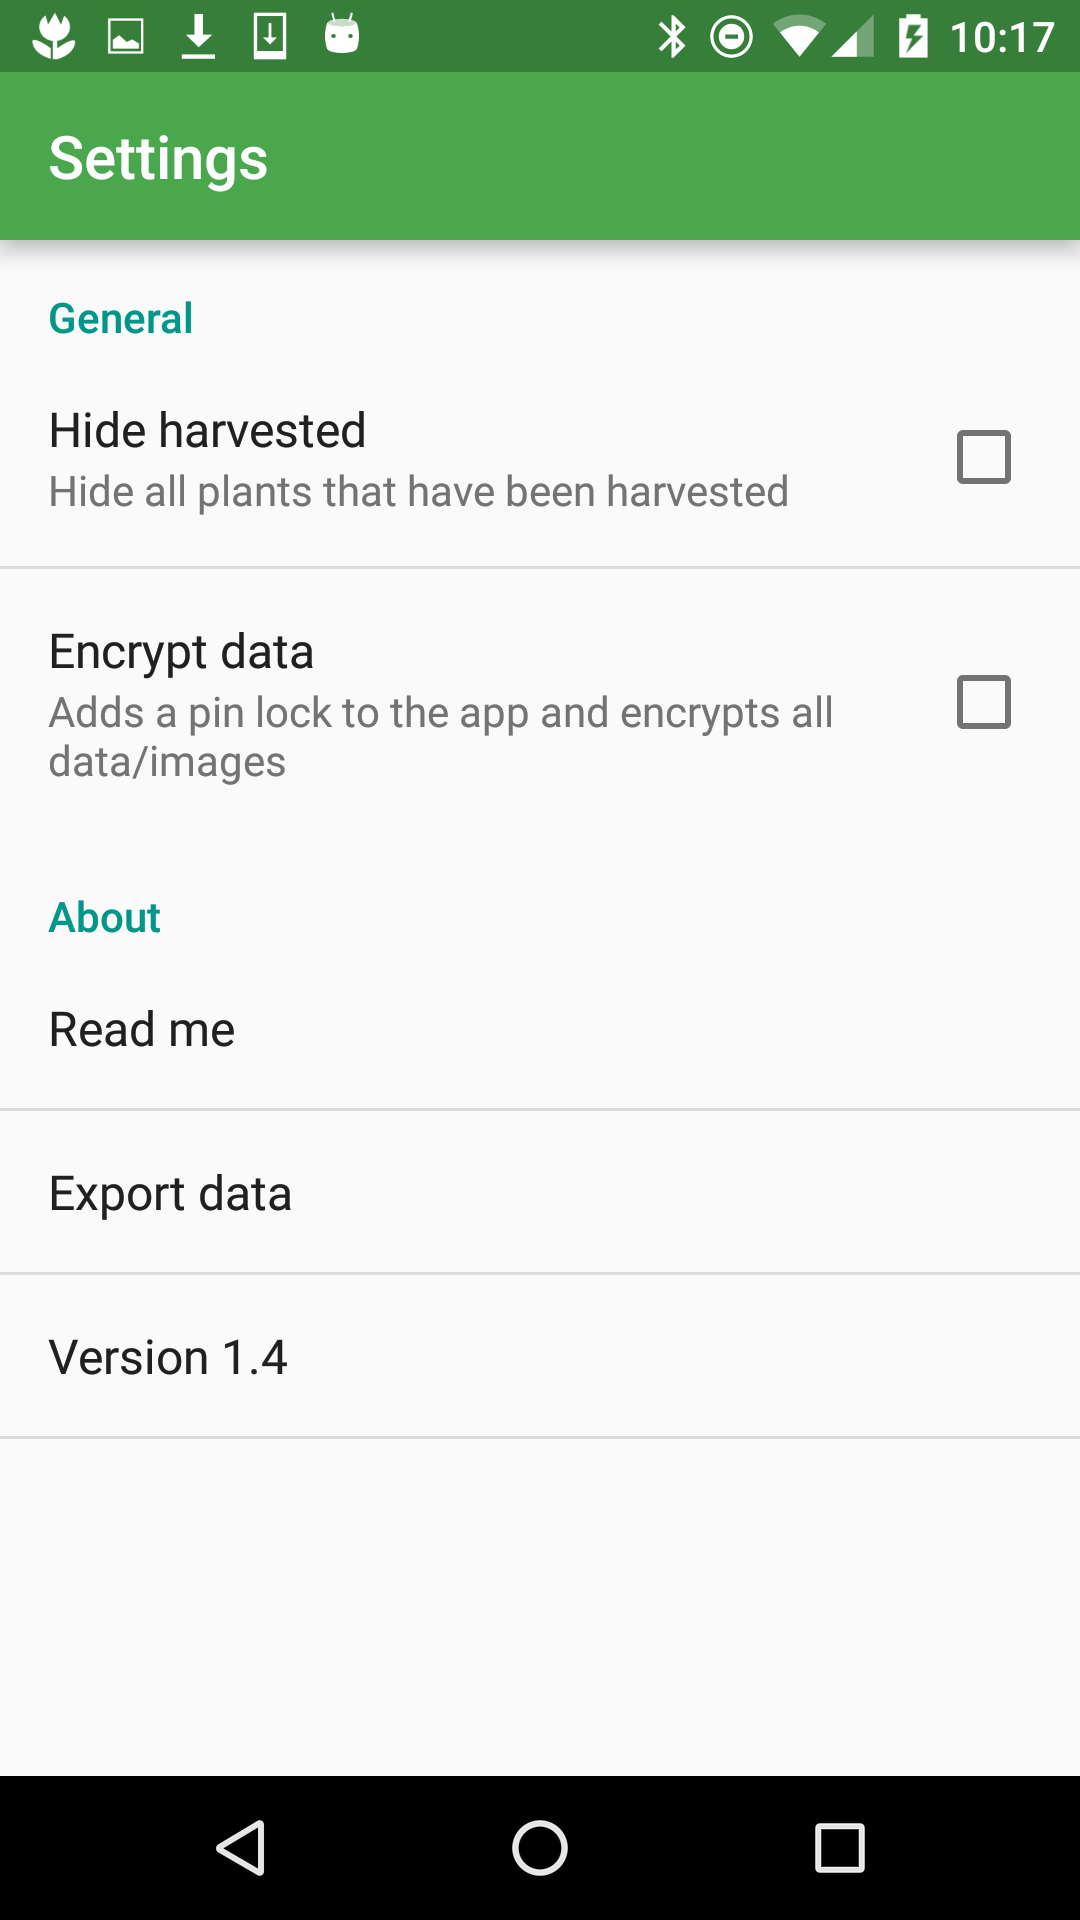 10:17
Settings
General
Hide harvested
Hide all plants that have been harvested
Encrypt data
Adds a pin lock to the app and encrypts all
data/images
About
Read me
Export data
Version 1.4